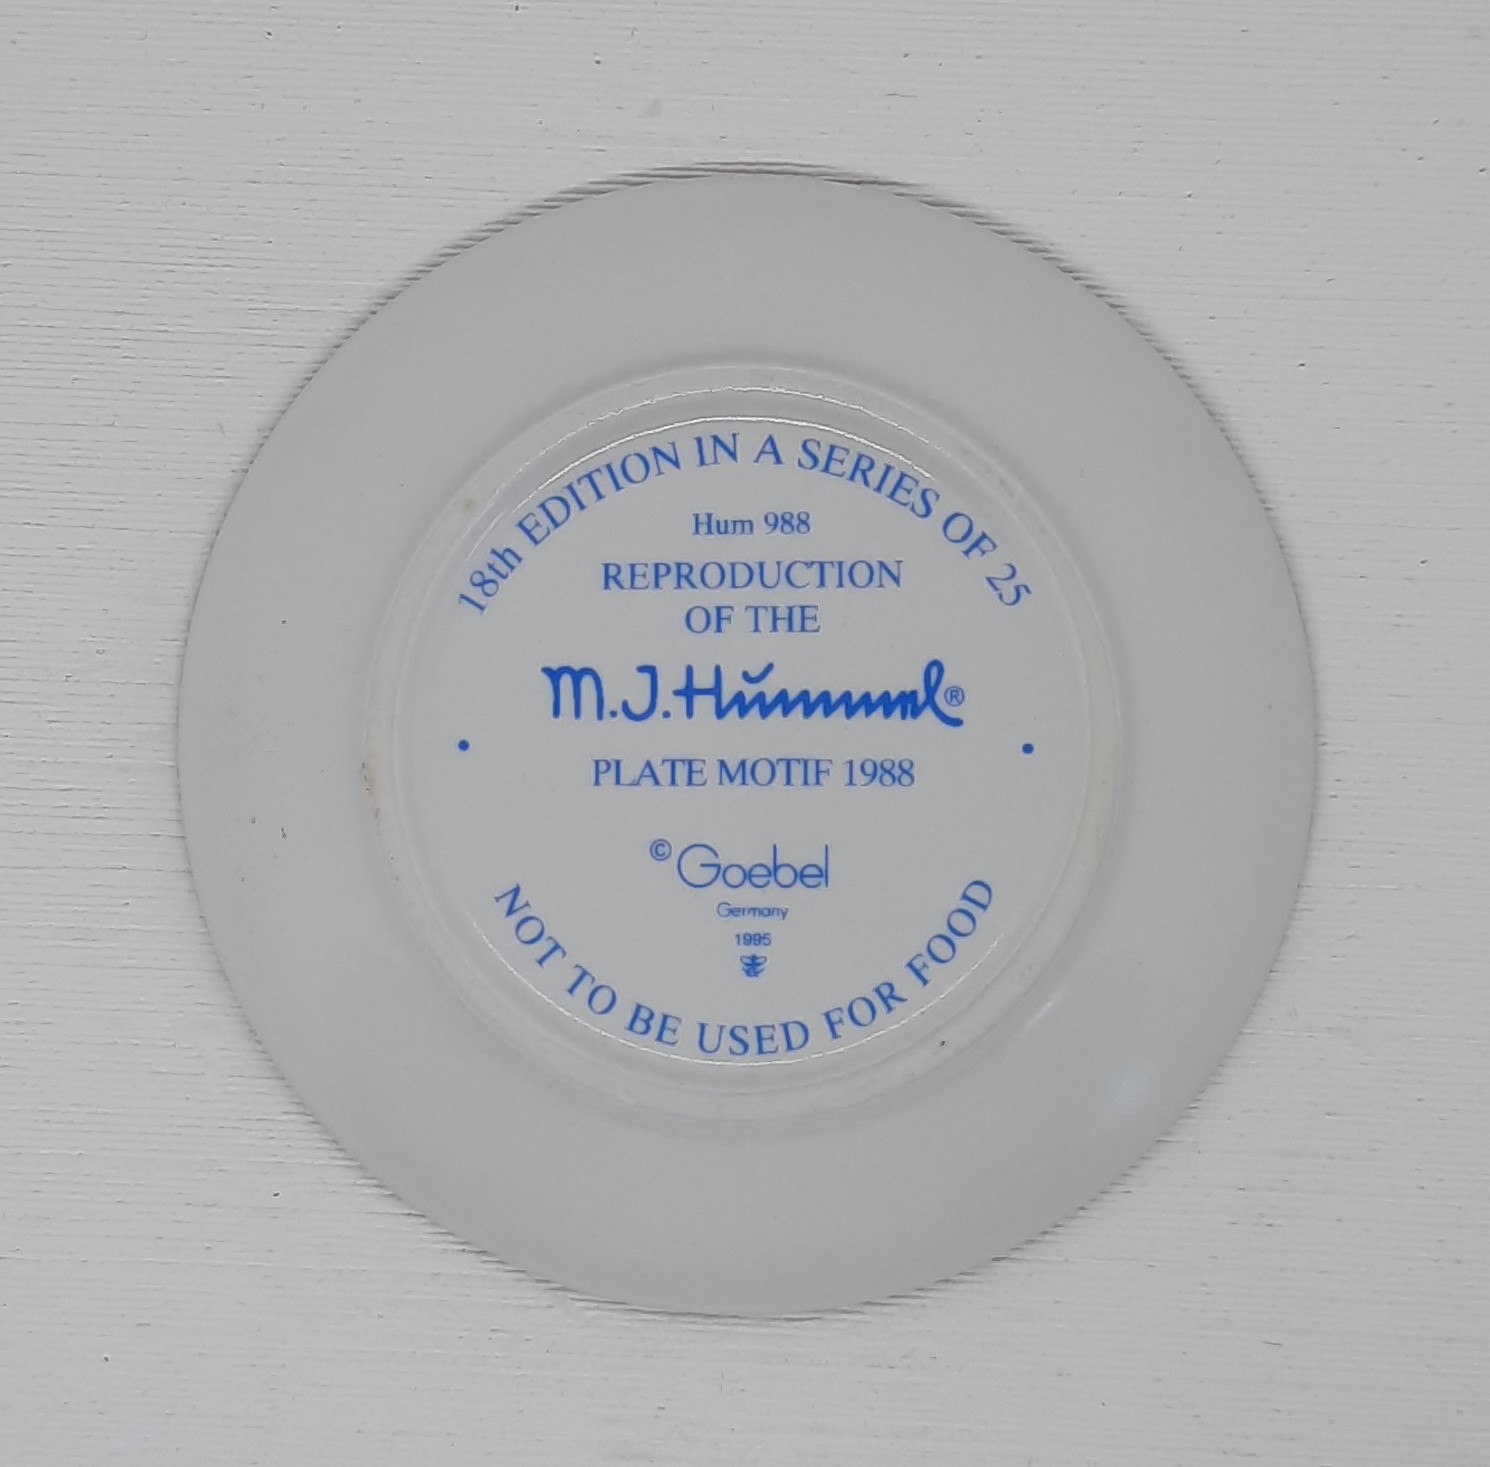 18th EDITION IN A SERIES OF 25
Hum 988
REPRODUCTION
OF THE
M.J.Hummel®
PLATE MOTIF 1988
© Goebel
Germany
1995
NOT TO BE USED FOR FOOD